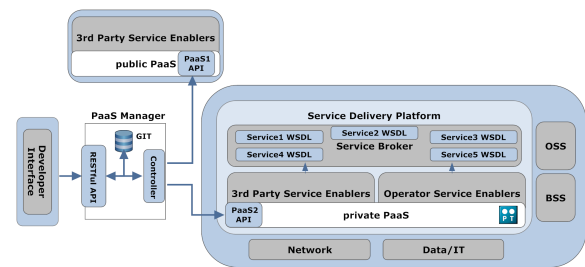 3rd Party Service Enablers
public PaaS
PaaS1
API
PaaS Manager
GIT
Developer
Interface
RESTful API
Controller
Service Delivery Platform
Service1 WSDL
Service2 WSDL
Service3 WSDL
Service4 WSDL
Service Broker
Service5 WSDL
3rd Party Service Enablers
Operator Service Enablers
PaaS2
API
private PaaS
P T
OSS
BSS
Network
Data/IT